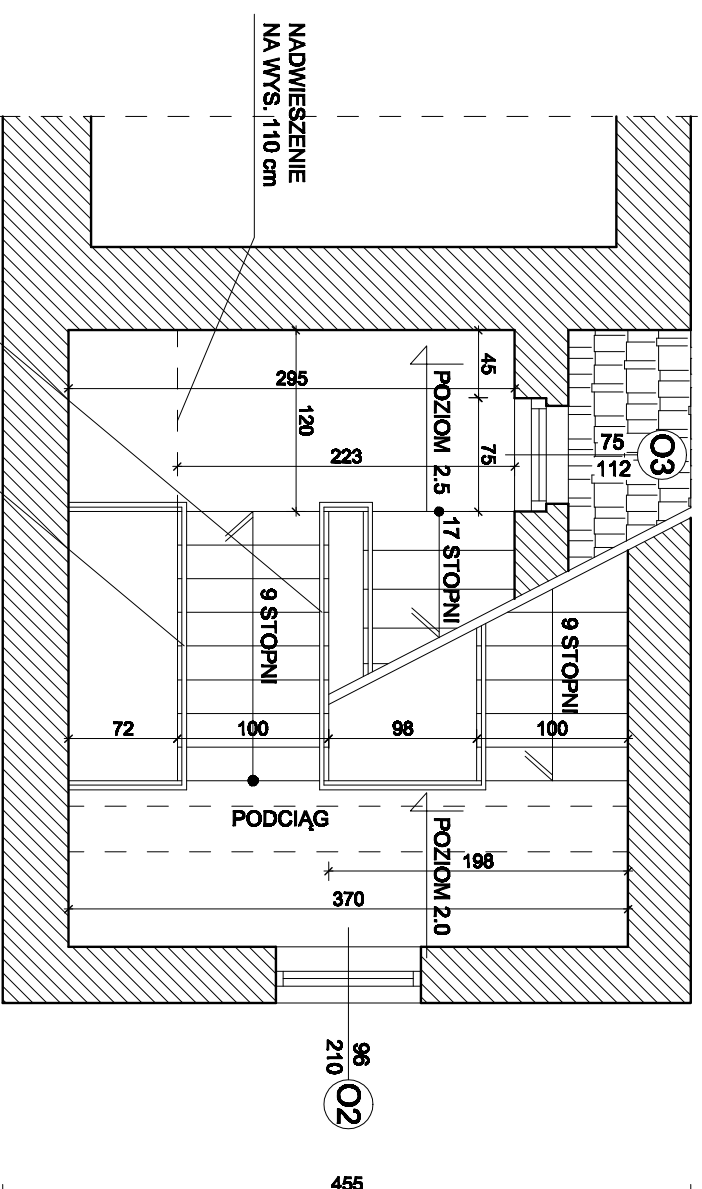 NADWIESZENIE
NA WYS. 110 cm
O3
75
112
45
75
295
120
223
POZIOM 2.5
17 STOPNI
9 STOPNI
9 STOPNI
72
100
98
100
PODCIĄG
POZIOM 2.0
198
370
96
210
O2
455